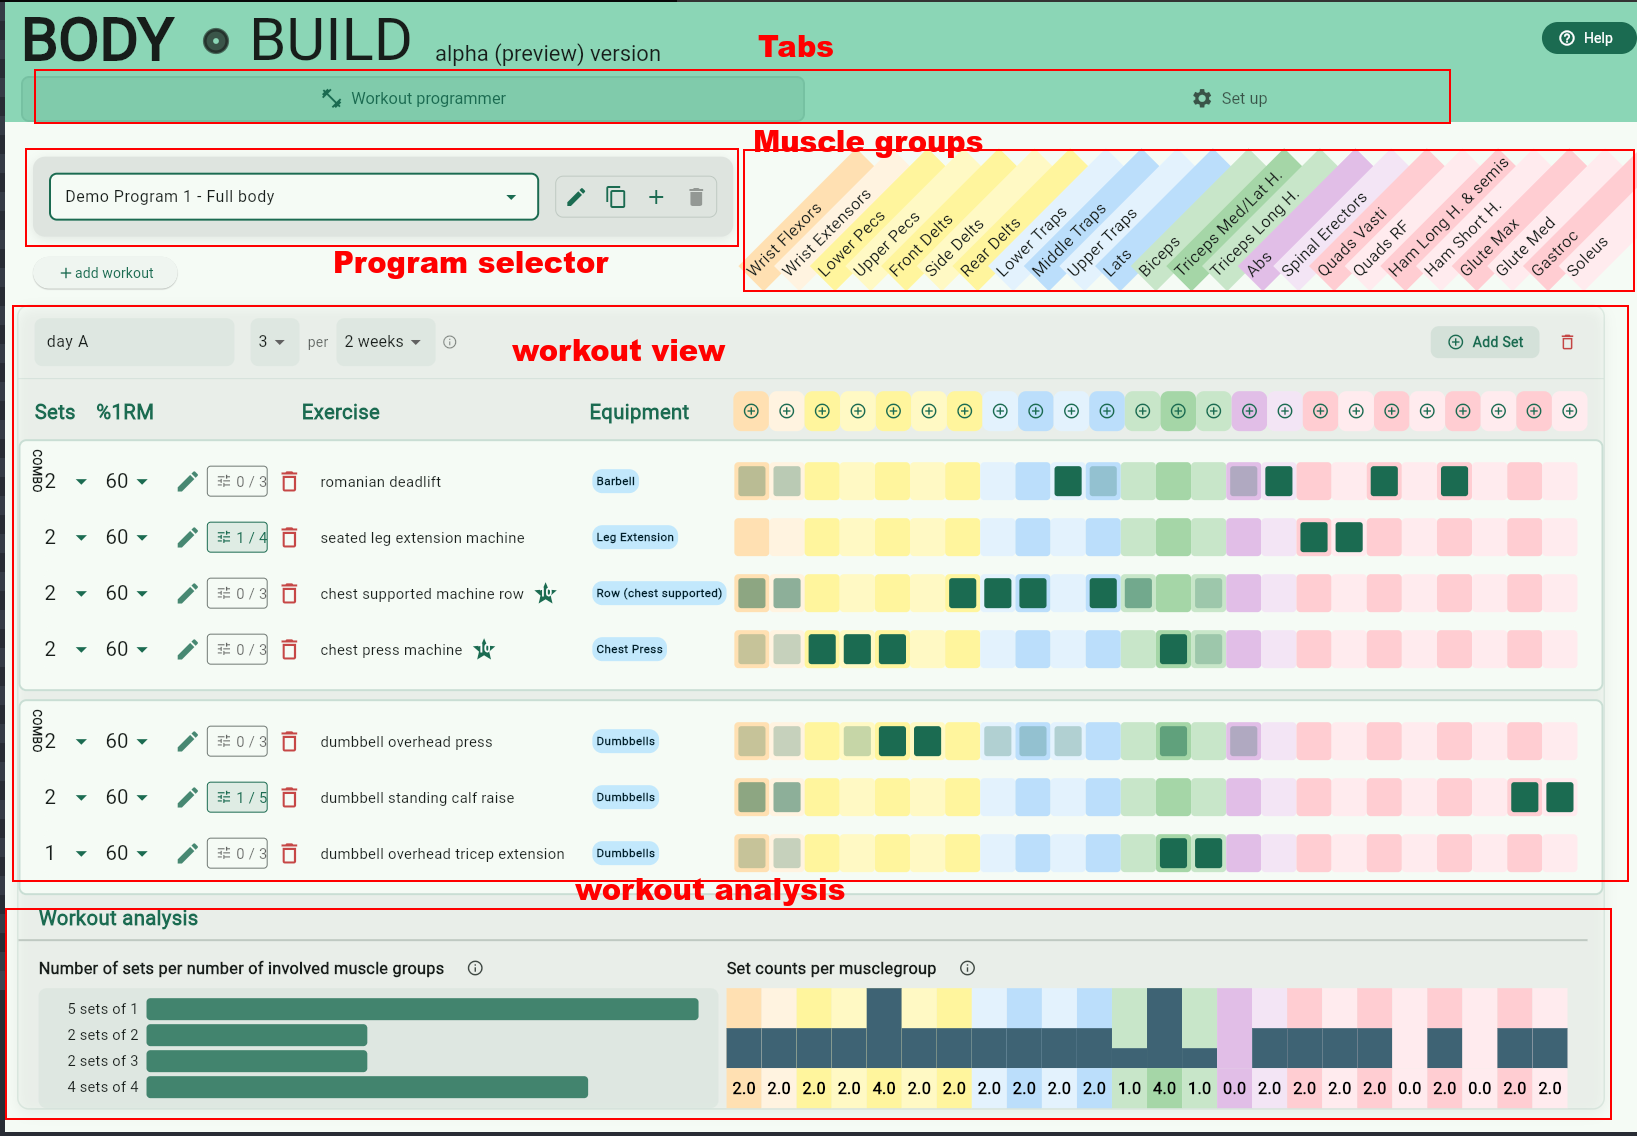 BODY BUILD alpha (preview) version
Tabs
Help
Workout programmer
Set up
Muscle groups
Demo Program 1 - Full body
Wrist Flexors
Wrist Extensors
Lower Pecs
Upper Pecs
Front Delts
Side Delts
Rear Delts
Lower Traps
Middle Traps
Upper Traps
Lats
Biceps
Triceps Med/Lat H.
Triceps Long H.
Abs
Spinal Erectors
Quads Vasti
Quads RF
Ham Long H. & semis
Ham Short H.
Glute Max
Glute Med
Gastroc
Soleus
Program selector
+ add workout
day A
3 per 2 weeks
workout view
Add Set
Sets %1RM Exercise Equipment
COMBO
2 60 0 / 3 romanian deadlift Barbell
2 60 1 / 4 seated leg extension machine Leg Extension
2 60 0 / 3 chest supported machine row 10 Row (chest supported)
2 60 0 / 3 chest press machine 10 Chest Press
COMBO
2 60 0 / 3 dumbbell overhead press Dumbbells
2 60 1 / 5 dumbbell standing calf raise Dumbbells
1 60 0 / 3 dumbbell overhead tricep extension Dumbbells
workout analysis
Workout analysis
Number of sets per number of involved muscle groups
5 sets of 1
2 sets of 2
2 sets of 3
4 sets of 4
Set counts per musclegroup
2.0 2.0 2.0 2.0 4.0 2.0 2.0 2.0 2.0 2.0 2.0 1.0 4.0 1.0 0.0 2.0 2.0 2.0 2.0 0.0 2.0 0.0 2.0 2.0